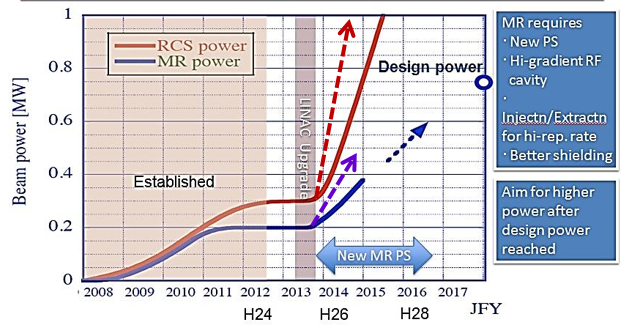 1
0.8
0.6
0.4
0.2
0
Beam power [MW]
RCS power
MR power
Established
LINAC Upgrade
Design power
New MR PS
2008 2009 2010 2011 2012 2013 2014 2015 2016 2017
H24 H26 H28 JFY
MR requires
· New PS
· Hi-gradient RF
cavity
·
Injectn/Extractn
for hi-rep. rate
· Better shielding
Aim for higher
power after
design power
reached